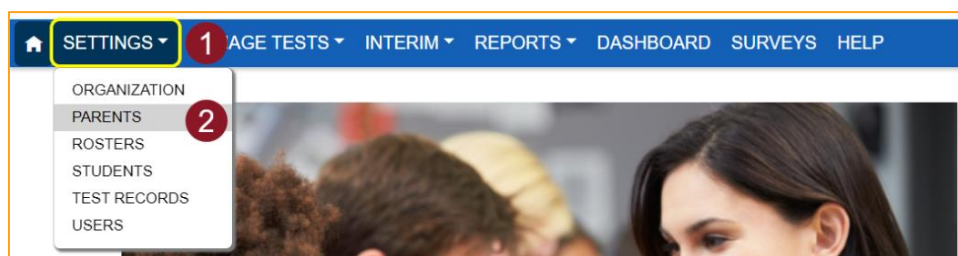 SETTINGS 1 AGE TESTS INTERIM REPORTS DASHBOARD SURVEYS HELP
ORGANIZATION
PARENTS 2
ROSTERS
STUDENTS
TEST RECORDS
USERS